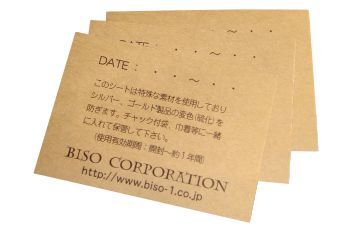 . . ～ . .
DATE : . . ～ . .
DATE : . . ～ . .
このシートは特殊な素材を使用しており
シルバー、ゴールド製品の変色(硫化)を
防ぎます。チャック付袋、巾着等に一緒
に入れて保管して下さい。
(使用有効期間：開封〜約1年間)
BISO CORPORATION
http://www.biso-1.co.jp